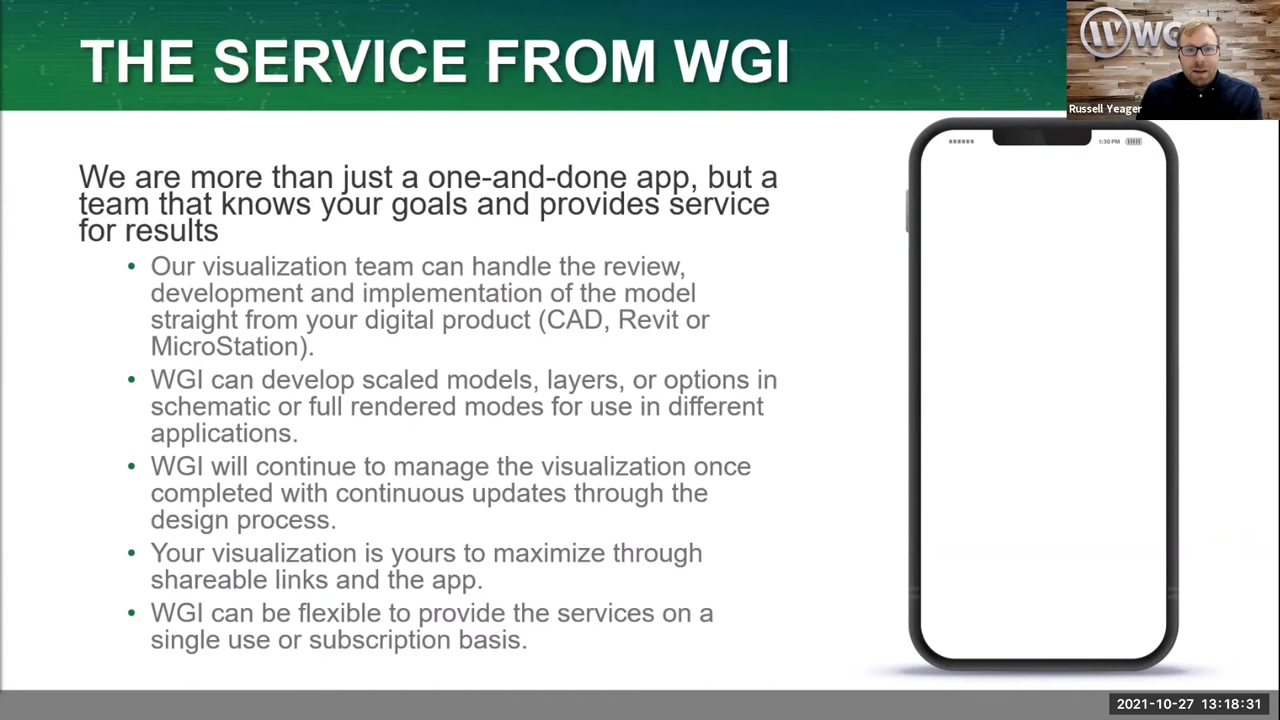 THE SERVICE FROM WGI
WG
Russell Yeager
1:30 PM
We are more than just a one-and-done app, but a
team that knows your goals and provides service
for results
• Our visualization team can handle the review,
development and implementation of the model
straight from your digital product (CAD, Revit or
MicroStation).
• WGI can develop scaled models, layers, or options in
schematic or full rendered modes for use in different
applications.
• WGI will continue to manage the visualization once
completed with continuous updates through the
design process.
• Your visualization is yours to maximize through
shareable links and the app.
• WGI can be flexible to provide the services on a
single use or subscription basis.
2021-10-27 13:18:31